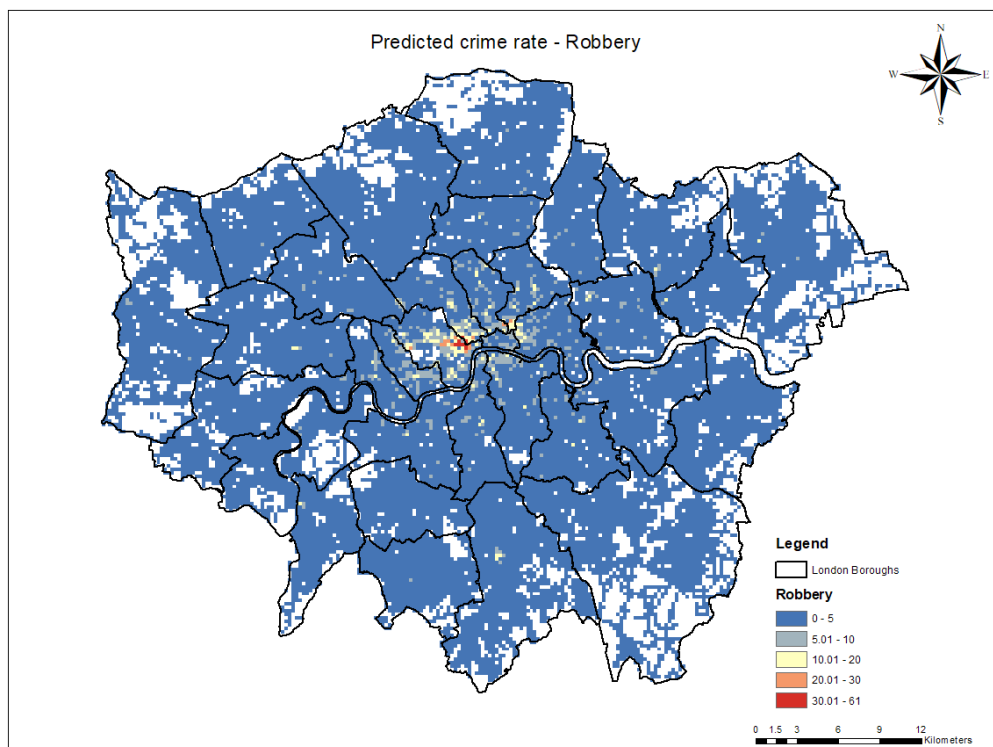 Predicted crime rate - Robbery
N
W E
S
Legend
London Boroughs
Robbery
0 - 5
5.01 - 10
10.01 - 20
20.01 - 30
30.01 - 61
0 1.5 3 6 9 12
Kilometers